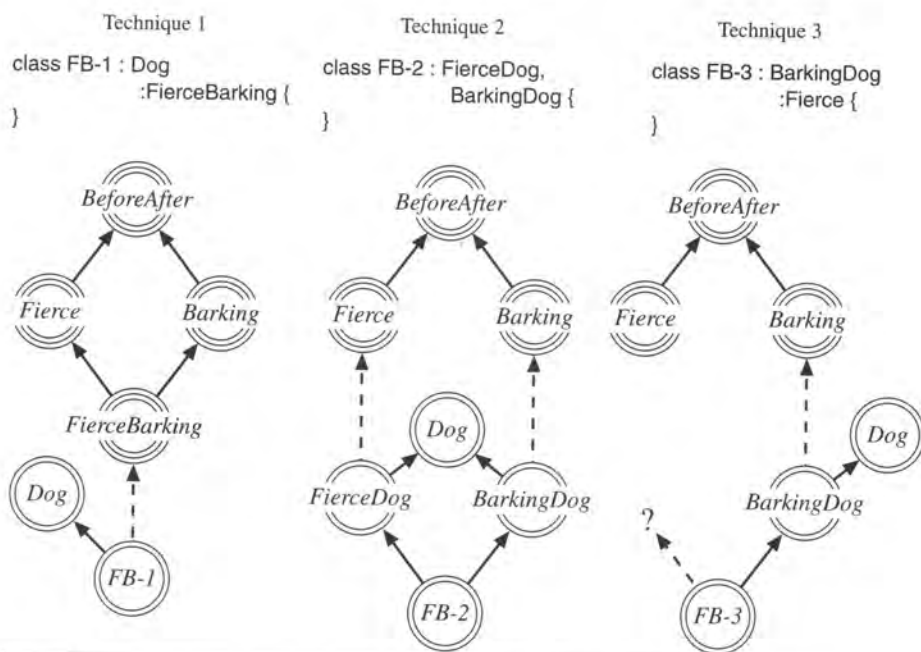 Technique 1
class FB-1 : Dog
:FierceBarking {
}
BeforeAfter
Fierce
Barking
FierceBarking
Dog
FB-1
Technique 2
class FB-2 : FierceDog,
BarkingDog {
}
BeforeAfter
Fierce
Barking
Dog
FierceDog
BarkingDog
FB-2
Technique 3
class FB-3 : BarkingDog
:Fierce {
}
BeforeAfter
Fierce
Barking
Dog
BarkingDog
?
FB-3